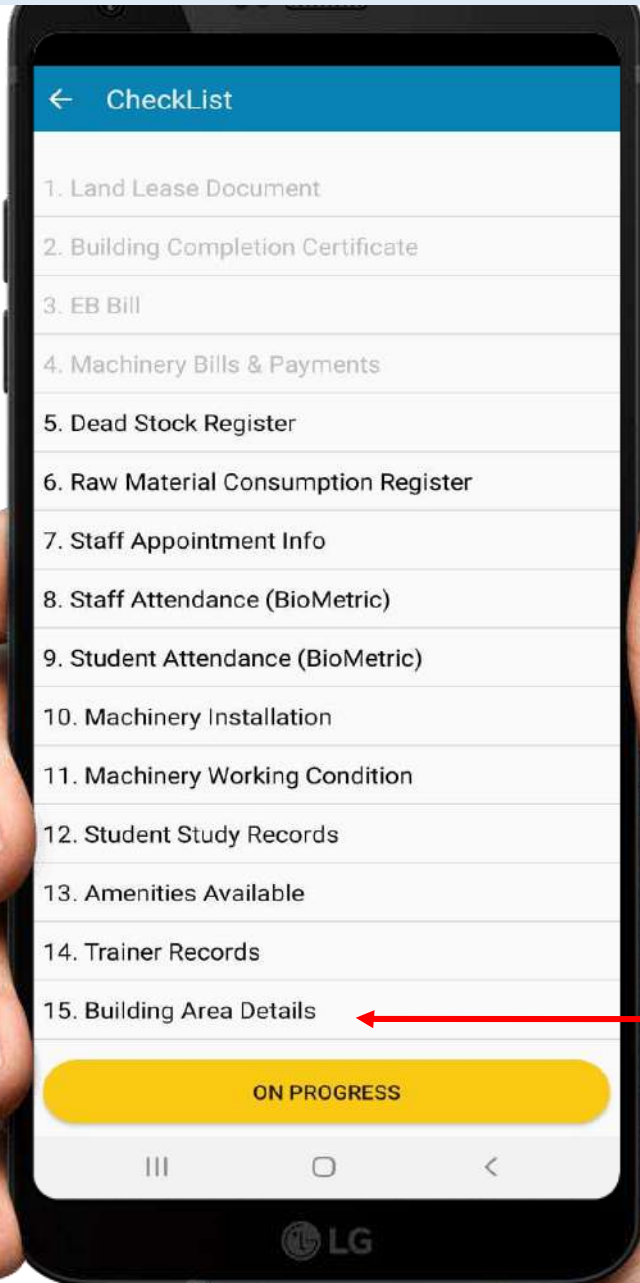 CheckList
1. Land Lease Document
2. Building Completion Certificate
3. EB Bill
4. Machinery Bills & Payments
5. Dead Stock Register
6. Raw Material Consumption Register
7. Staff Appointment Info
8. Staff Attendance (BioMetric)
9. Student Attendance (BioMetric)
10. Machinery Installation
11. Machinery Working Condition
12. Student Study Records
13. Amenities Available
14. Trainer Records
15. Building Area Details
ON PROGRESS
LG